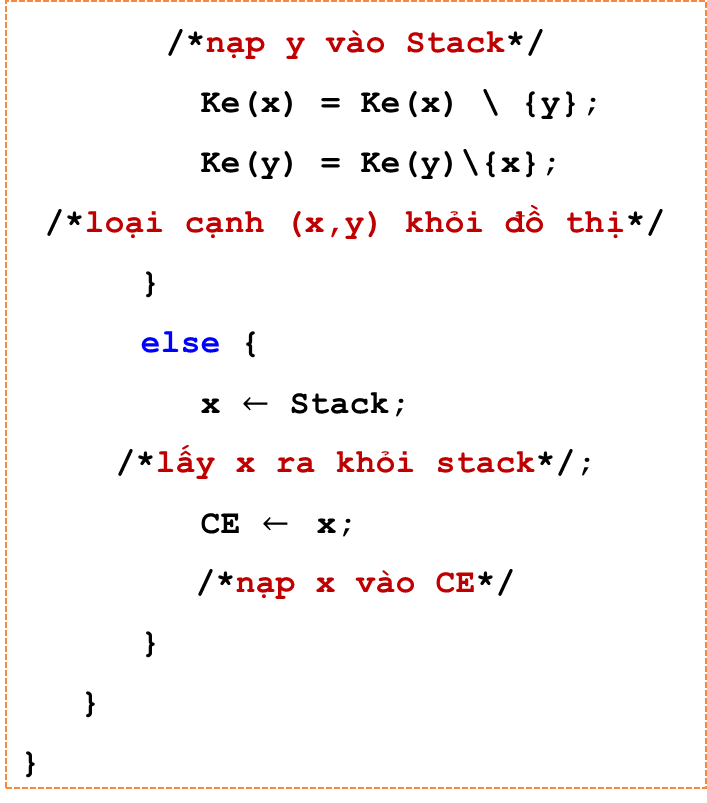 /*nạp y vào Stack*/
Ke(x) = Ke(x) \ {y};
Ke(y) = Ke(y)\{x};
/*loại cạnh (x,y) khỏi đồ thị*/
}
else {
x ← Stack;
/*lấy x ra khỏi stack*/;
CE ← x;
/*nạp x vào CE*/
}
}
}